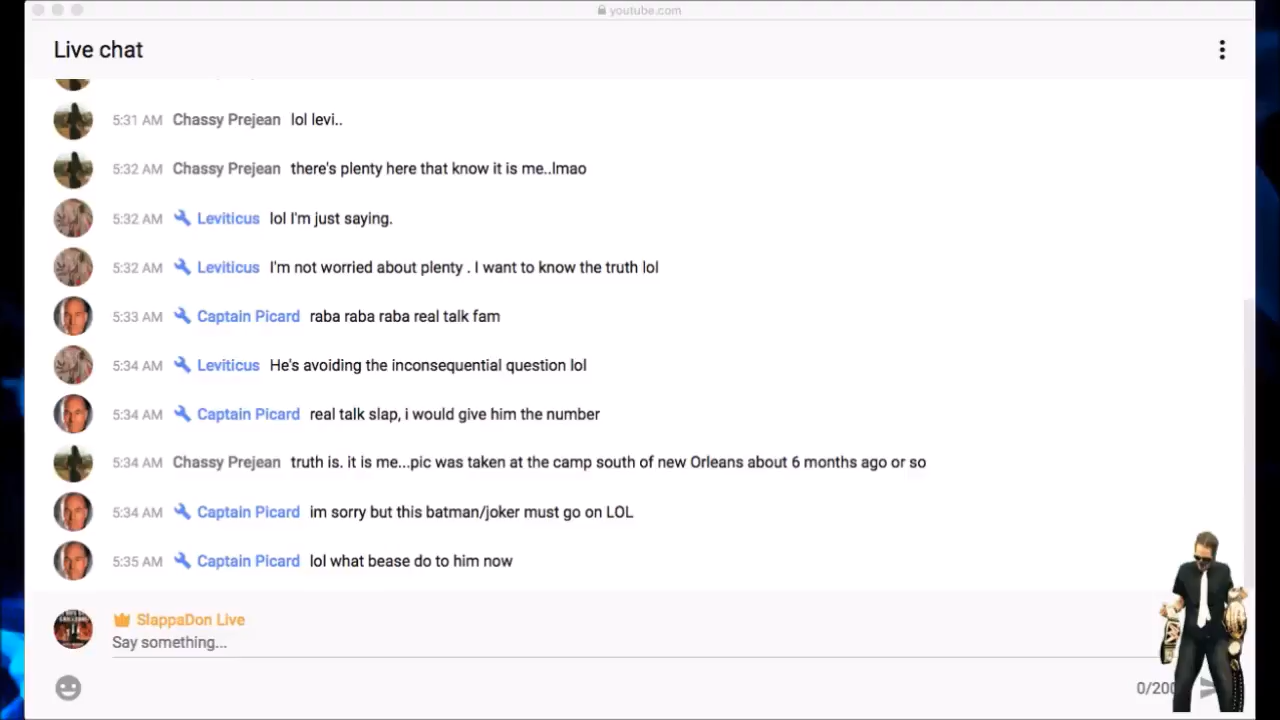 youtube.com
Live chat
5:31 AM Chassy Prejean lol levi..
5:32 AM Chassy Prejean there's plenty here that know it is me..lmao
5:32 AM Leviticus lol I'm just saying.
5:32 AM Leviticus I'm not worried about plenty . I want to know the truth lol
5:33 AM Captain Picard raba raba raba real talk fam
5:34 AM Leviticus He's avoiding the inconsequential question lol
5:34 AM Captain Picard real talk slap, i would give him the number
5:34 AM Chassy Prejean truth is. it is me...pic was taken at the camp south of new Orleans about 6 months ago or so
5:34 AM Captain Picard im sorry but this batman/joker must go on LOL
5:35 AM Captain Picard lol what bease do to him now
SlappaDon Live
Say something...
0/200